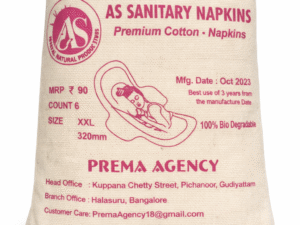 AS
AS SANITARY NAPKINS
Premium Cotton - Napkins
Mfg. Date : Oct 2023
MRP ₹ 90
Best use of 3 years from
the manufacture Date
COUNT 6
SIZE XXL
320mm
100% Bio Degradable
PREMA AGENCY
Head Office : Kuppana Chetty Street, Pichanoor, Gudiyattam
Branch Office : Halasuru, Bangalore
Customer Care: PremaAgency18@gmail.com